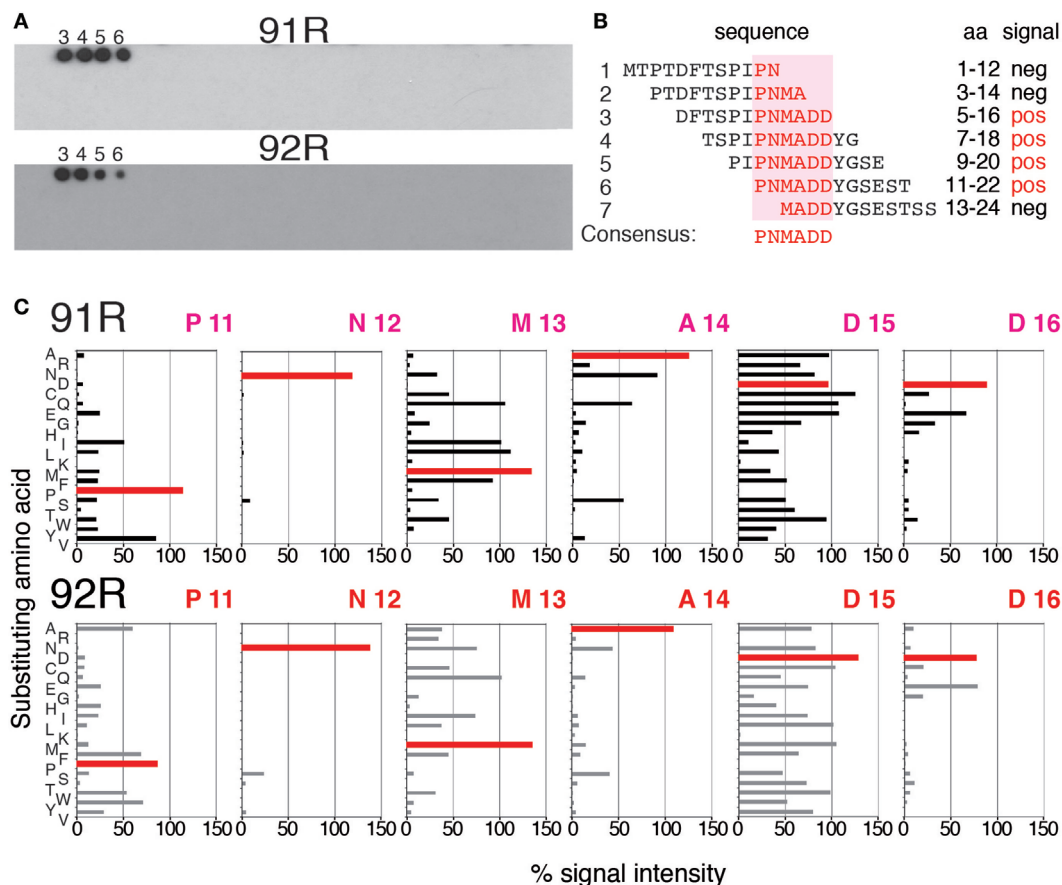 A
91R
3 4 5 6
92R
3 4 5 6
B
sequence aa signal
1 MTPTDFTSPIPN 1-12 neg
2 PTDFTSPIPNMA 3-14 neg
3 DFTSPIPNMADD 5-16 pos
4 TSPIPNMADDYG 7-18 pos
5 PIPNMADDYGSE 9-20 pos
6 PNMADDYGSEST 11-22 pos
7 MADDYGSESTSS 13-24 neg
Consensus: PNMADD
C
91R P 11 N 12 M 13 A 14 D 15 D 16
A
R
N
D
C
Q
E
G
H
I
L
K
M
F
P
S
T
W
Y
V
0 50 100 150 0 50 100 150 0 50 100 150 0 50 100 150 0 50 100 150 0 50 100 150
92R P 11 N 12 M 13 A 14 D 15 D 16
A
R
N
D
C
Q
E
G
H
I
L
K
M
F
P
S
T
W
Y
V
0 50 100 150 0 50 100 150 0 50 100 150 0 50 100 150 0 50 100 150 0 50 100 150
Substituting amino acid
% signal intensity